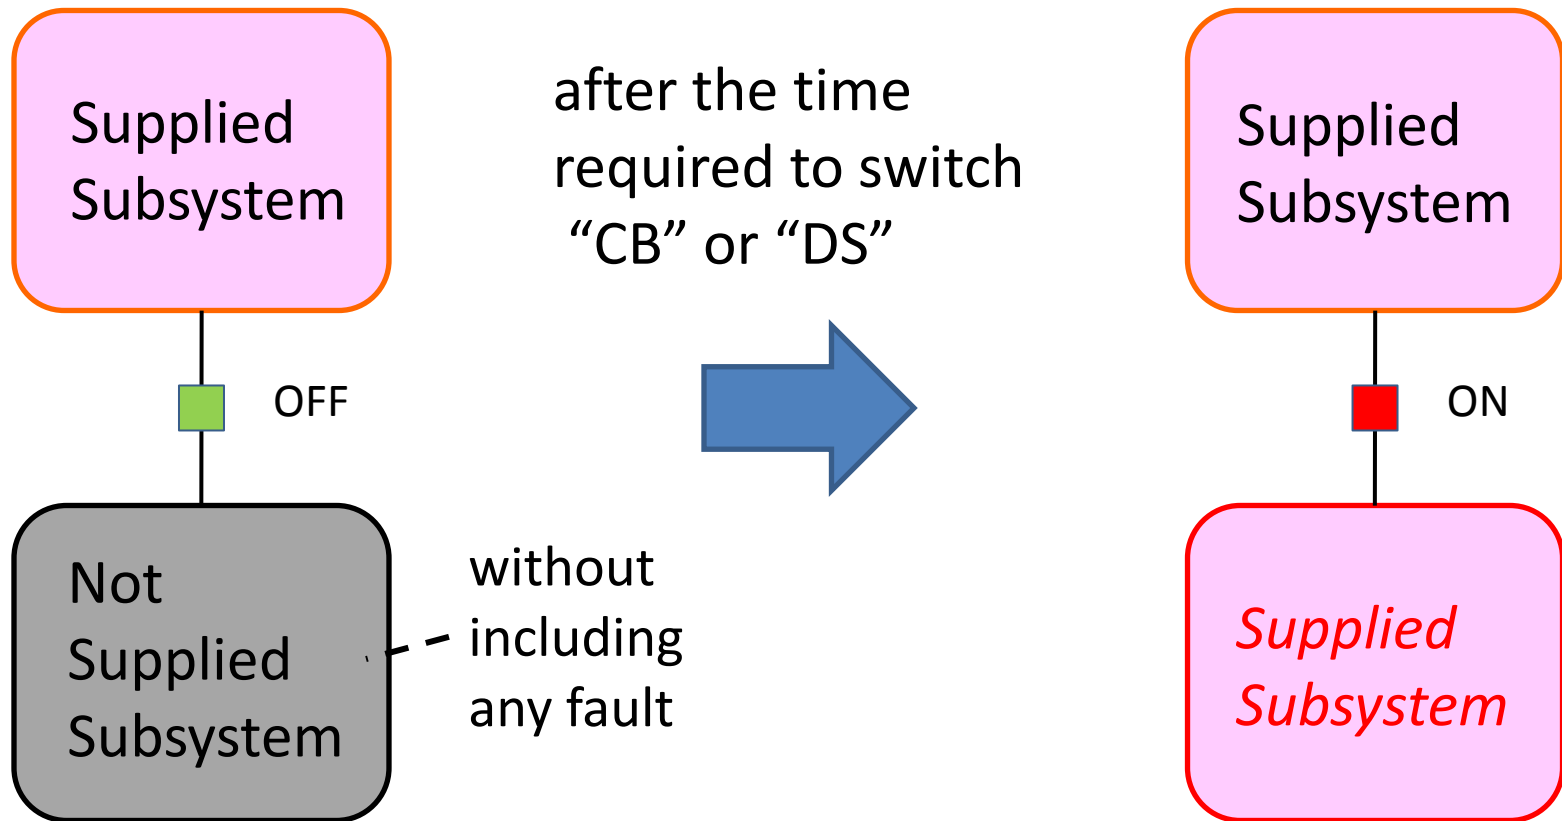 Supplied
Subsystem
OFF
Not
Supplied
Subsystem
without
including
any fault
after the time
required to switch
“CB” or “DS”
Supplied
Subsystem
ON
Supplied
Subsystem